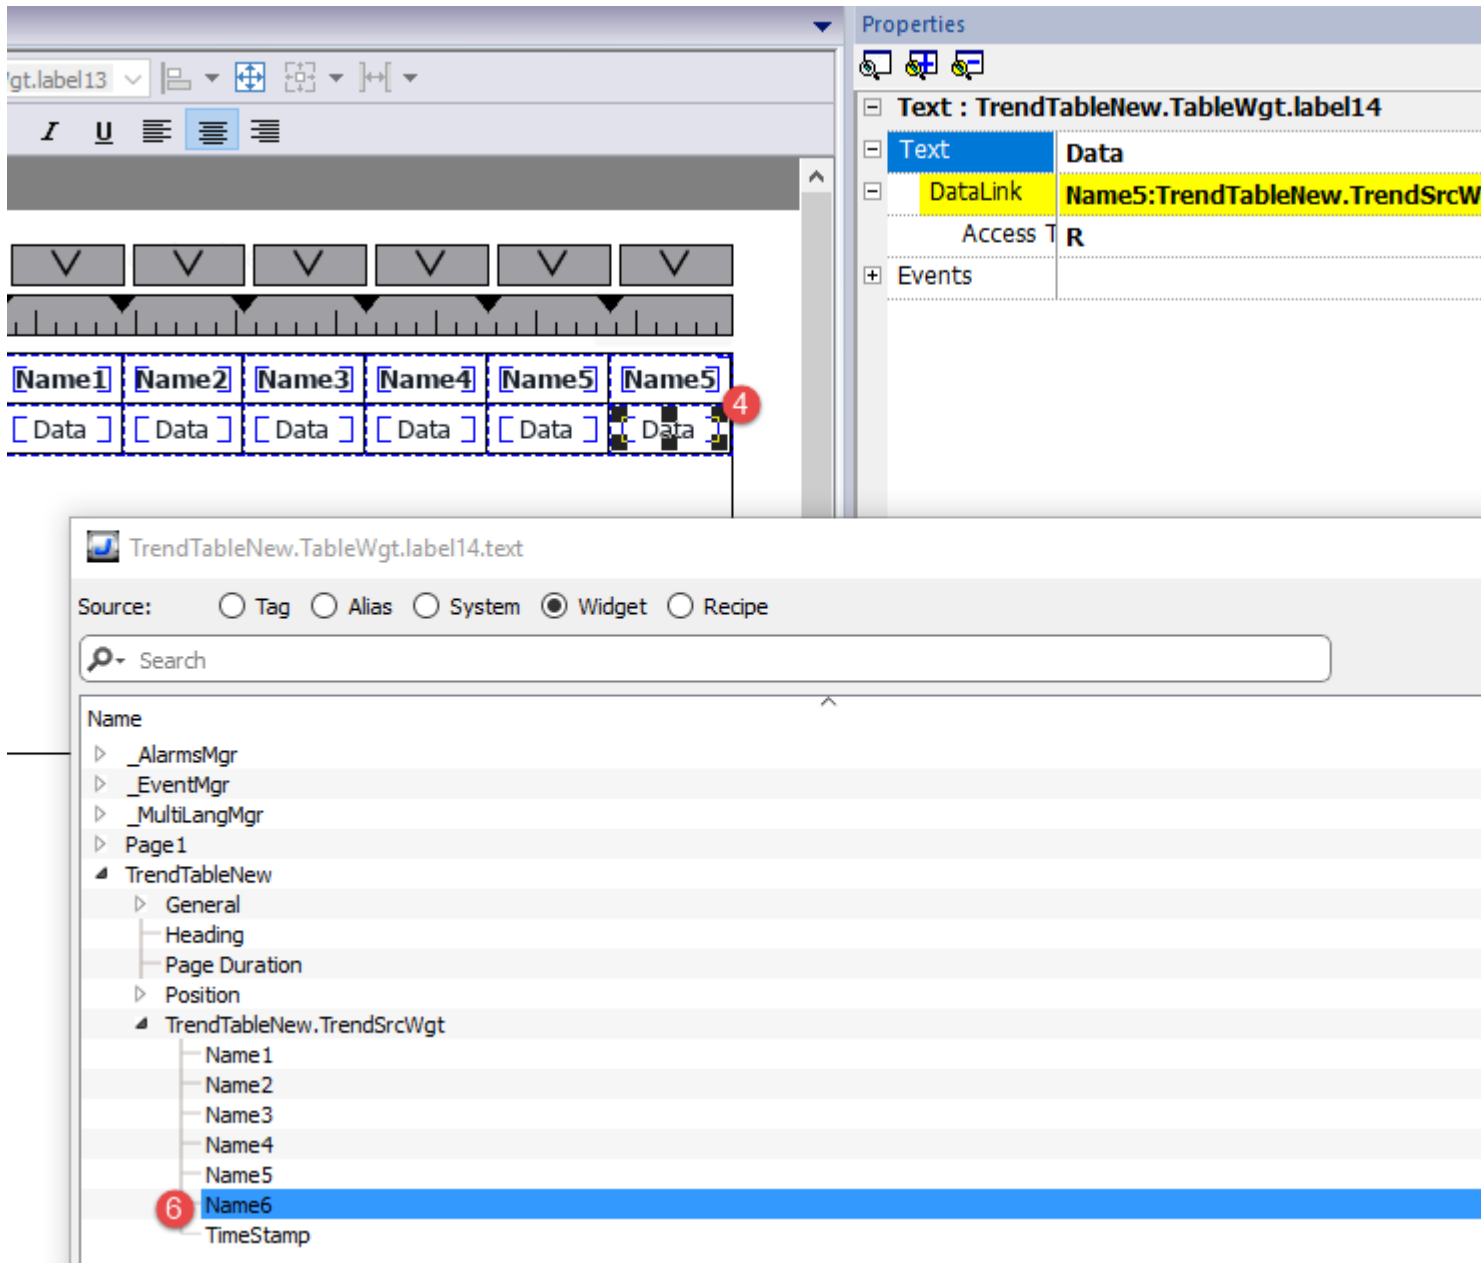 Properties
gt.label13
I U
Text : TrendTableNew.TableWgt.label14
Text Data
DataLink Name5:TrendTableNew.TrendSrcW
Access T R
Events
Name1 Name2 Name3 Name4 Name5 Name5
4
Data Data Data Data Data Data
TrendTableNew.TableWgt.label14.text
Source: Tag Alias System Widget Recipe
Search
Name
_AlarmsMgr
_EventMgr
_MultiLangMgr
Page1
TrendTableNew
General
Heading
Page Duration
Position
TrendTableNew.TrendSrcWgt
Name1
Name2
Name3
Name4
Name5
6 Name6
TimeStamp